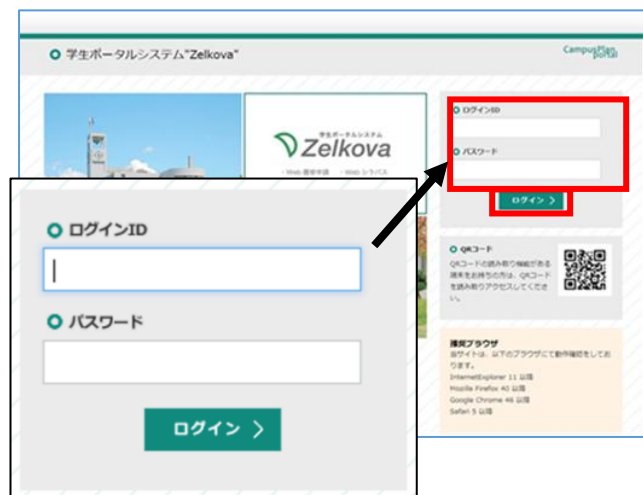 学生ポータルシステム"Zelkova"
CampusPlan
portal
学生ポータルシステム
Zelkova
・Web 履修申請 ・Web シラバス
ログインID
パスワード
ログイン >
QRコード
QRコードの読み取り機能がある
端末をお持ちの方は、QRコード
を読み取りアクセスしてくださ
い。
推奨ブラウザ
当サイトは、以下のブラウザにて動作確認をしてお
ります。
InternetExplorer 11 以降
Mozilla Firefox 40 以降
Google Chrome 46 以降
Safari 5 以降
ログインID
パスワード
ログイン >